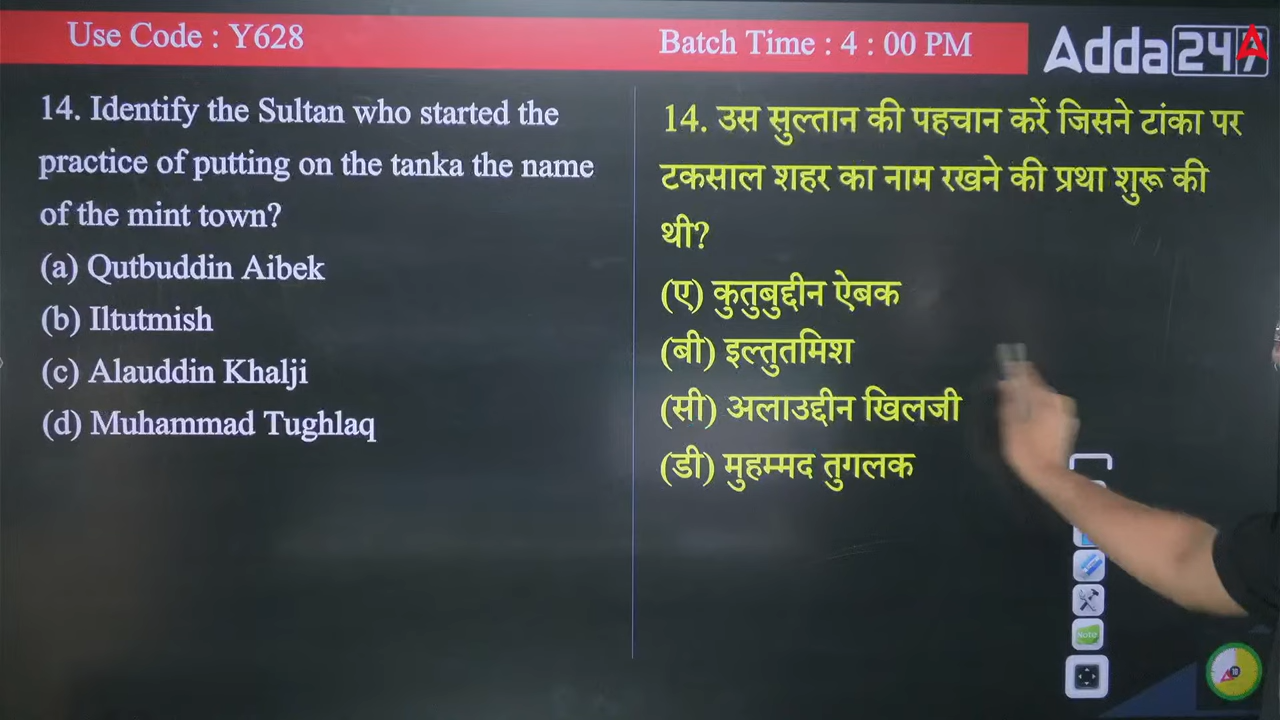 Use Code : Y628
Batch Time : 4 : 00 PM
Adda247
14. Identify the Sultan who started the
practice of putting on the tanka the name
of the mint town?
(a) Qutbuddin Aibek
(b) Iltutmish
(c) Alauddin Khalji
(d) Muhammad Tughlaq
14. उस सुल्तान की पहचान करें जिसने टांका पर
टकसाल शहर का नाम रखने की प्रथा शुरू की
थी?
(ए) कुतुबुद्दीन ऐबक
(बी) इल्तुतमिश
(सी) अलाउद्दीन खिलजी
(डी) मुहम्मद तुगलक
Note